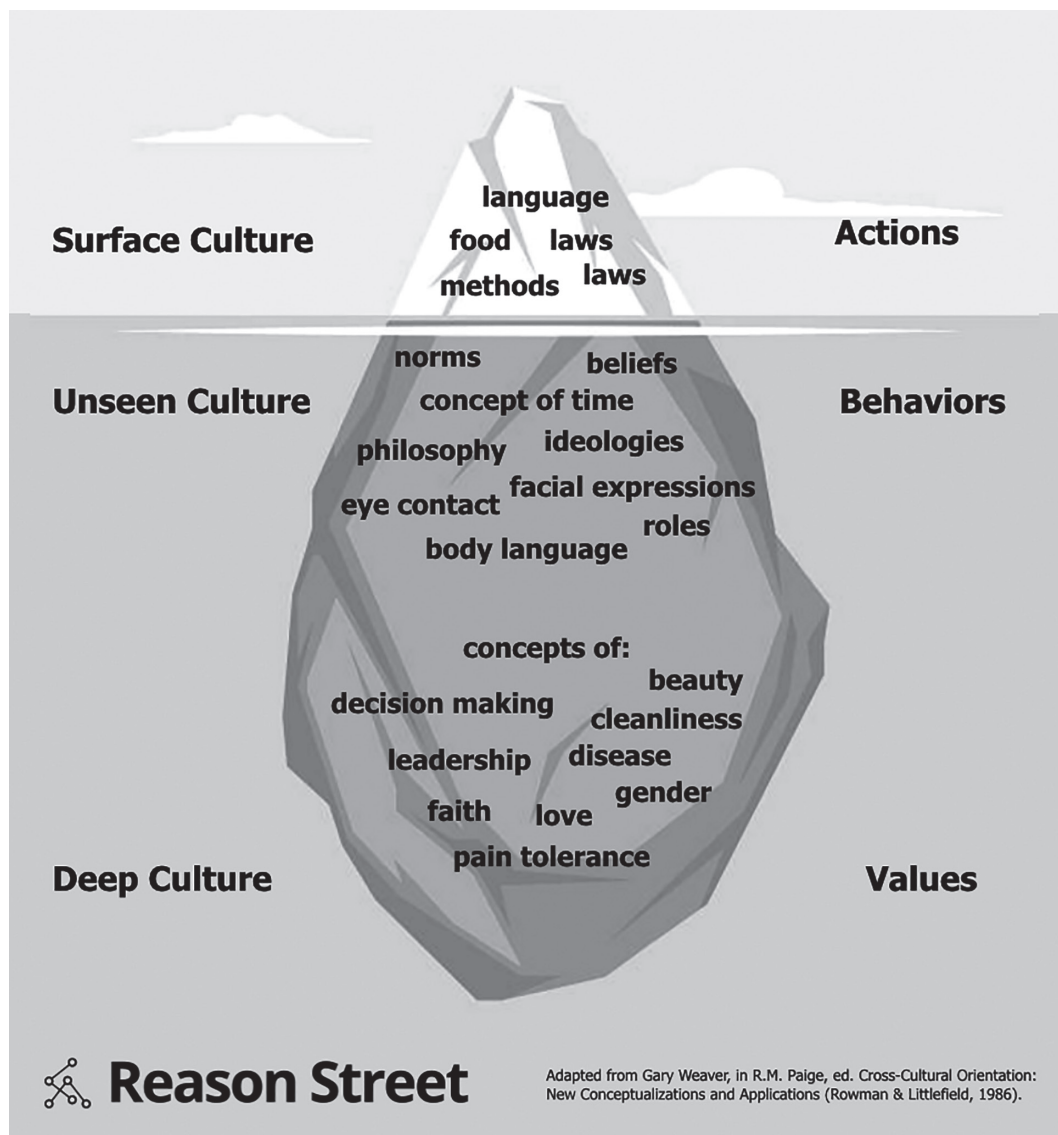 language
Surface Culture food laws Actions
methods laws
norms beliefs
Unseen Culture concept of time Behaviors
philosophy ideologies
eye contact facial expressions
roles
body language
concepts of:
beauty
decision making cleanliness
leadership disease
gender
faith love
pain tolerance
Deep Culture Values
Reason Street
Adapted from Gary Weaver, in R.M. Paige, ed. Cross-Cultural Orientation:
New Conceptualizations and Applications (Rowman & Littlefield, 1986).